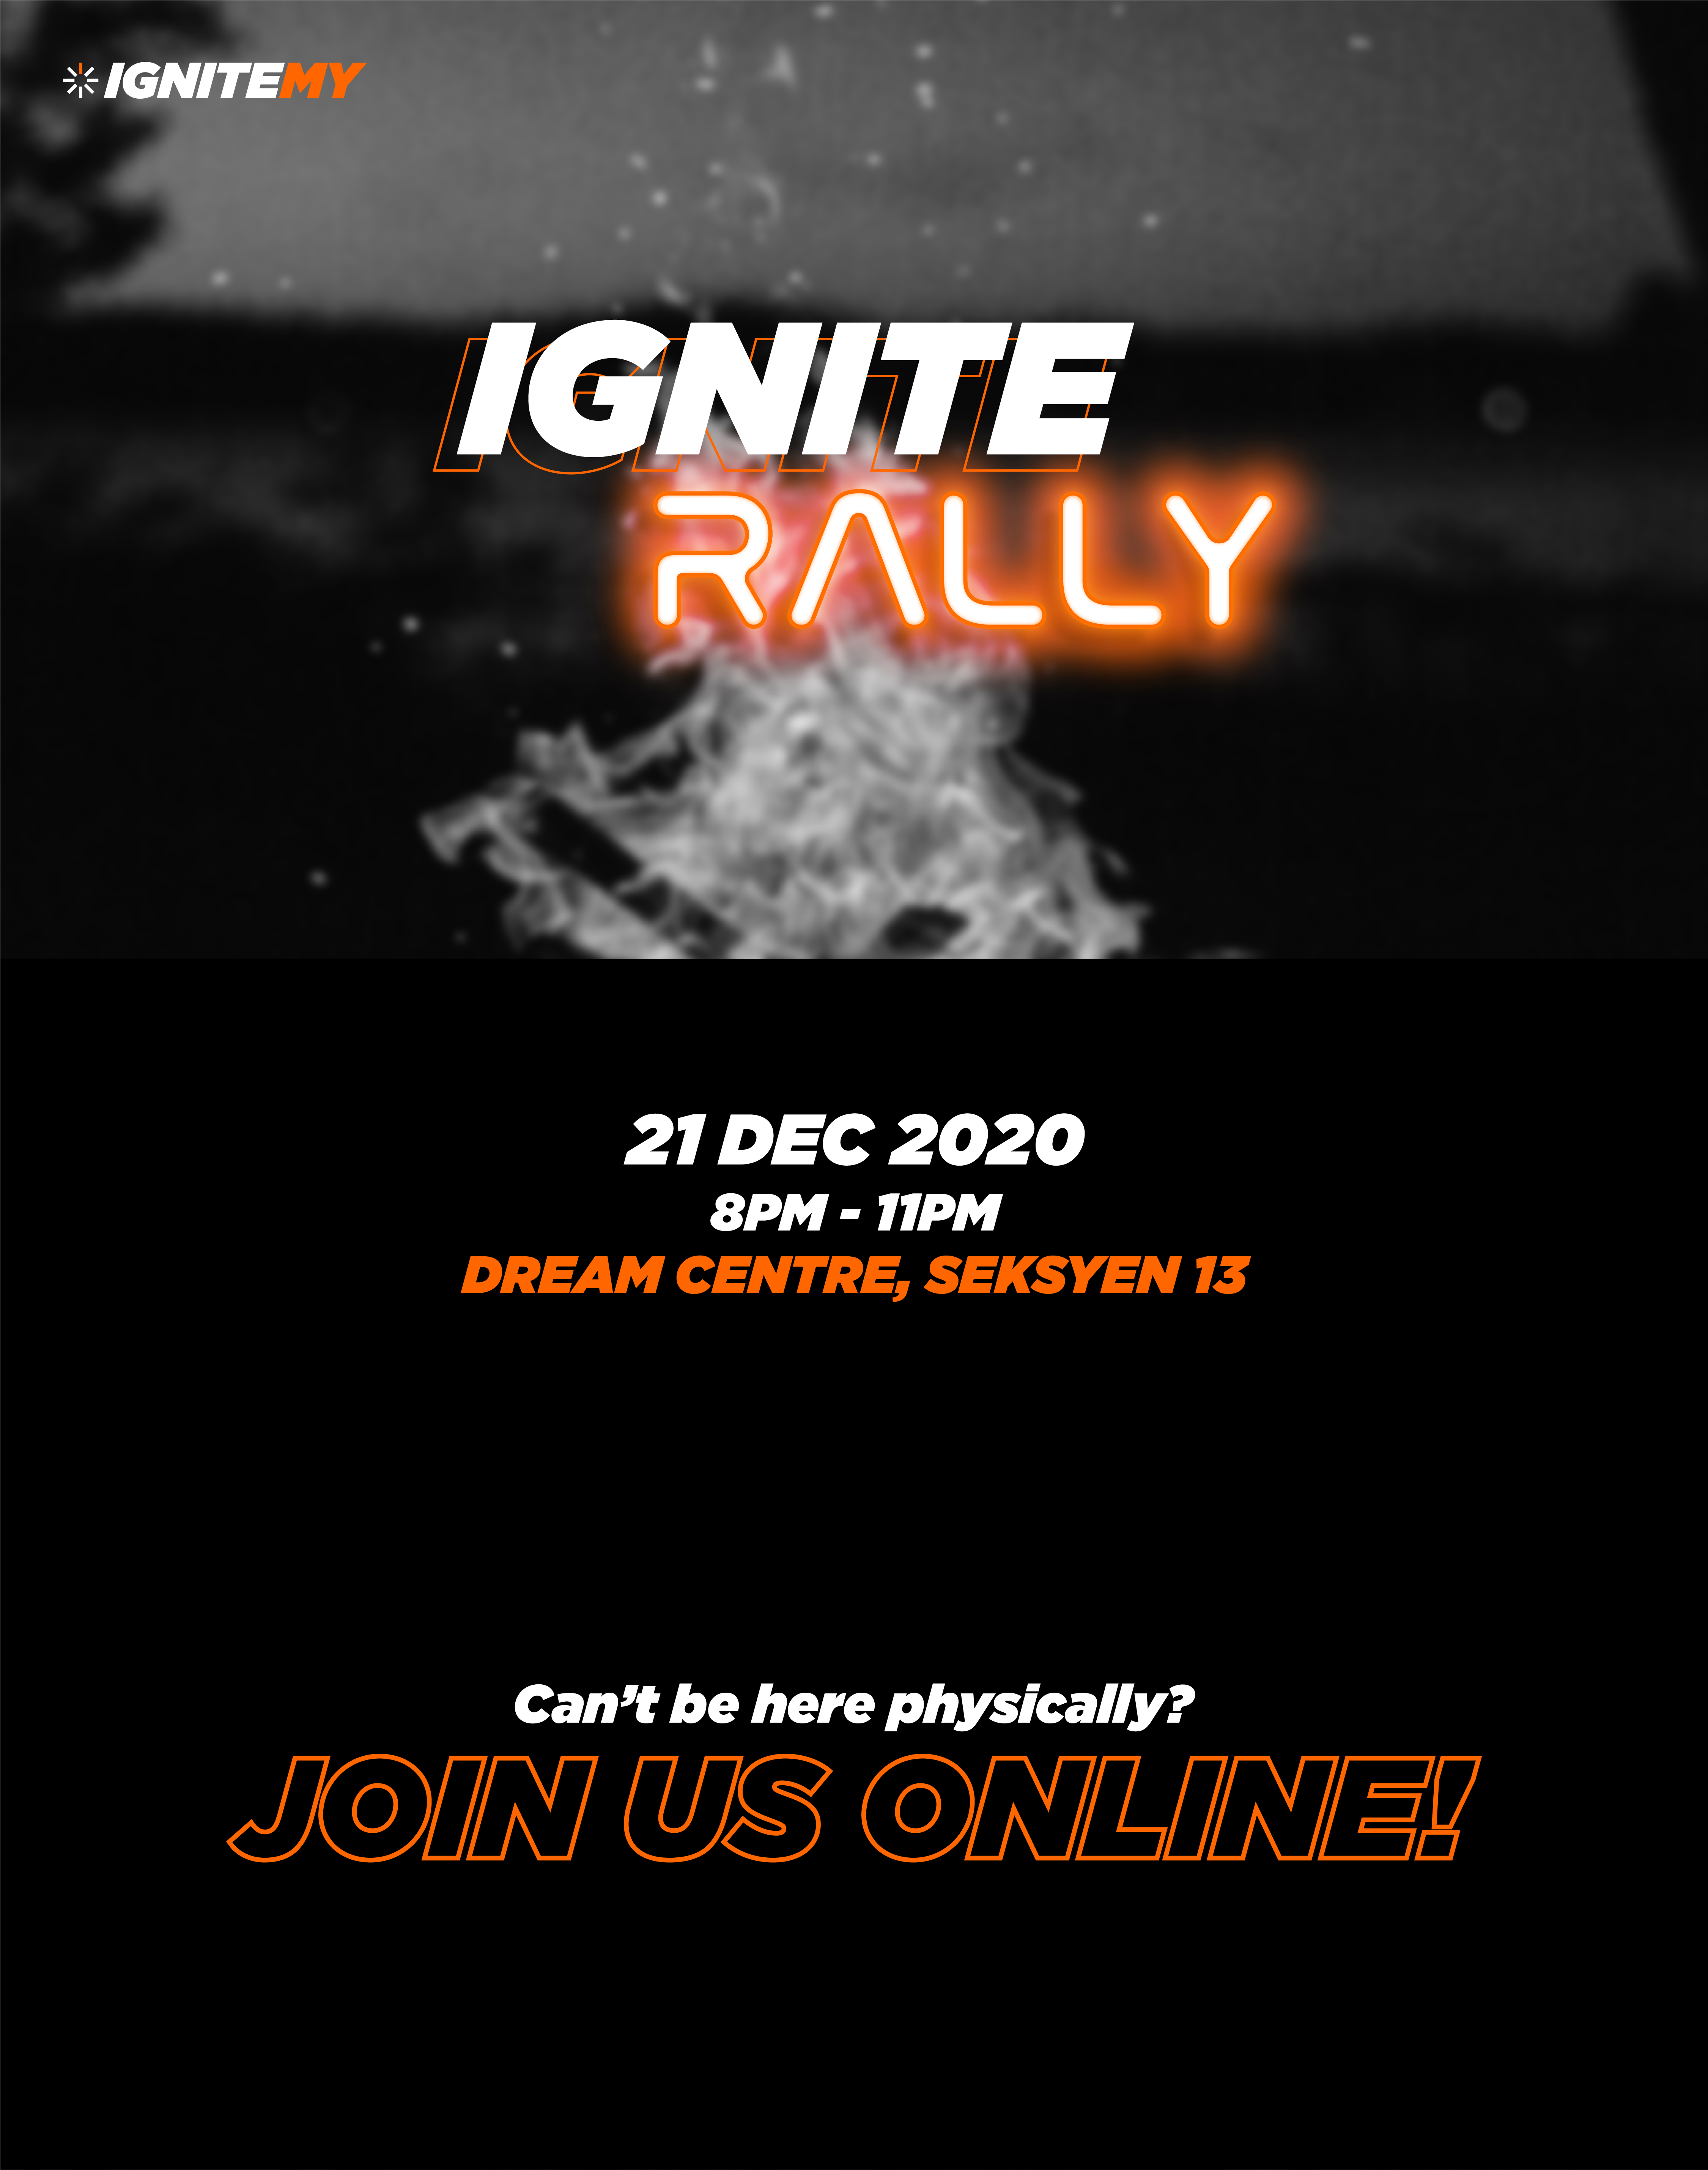 IGNITEMY
IGNITE
RALLY
21 DEC 2020
8PM - 11PM
DREAM CENTRE, SEKSYEN 13
Can’t be here physically?
JOIN US ONLINE!